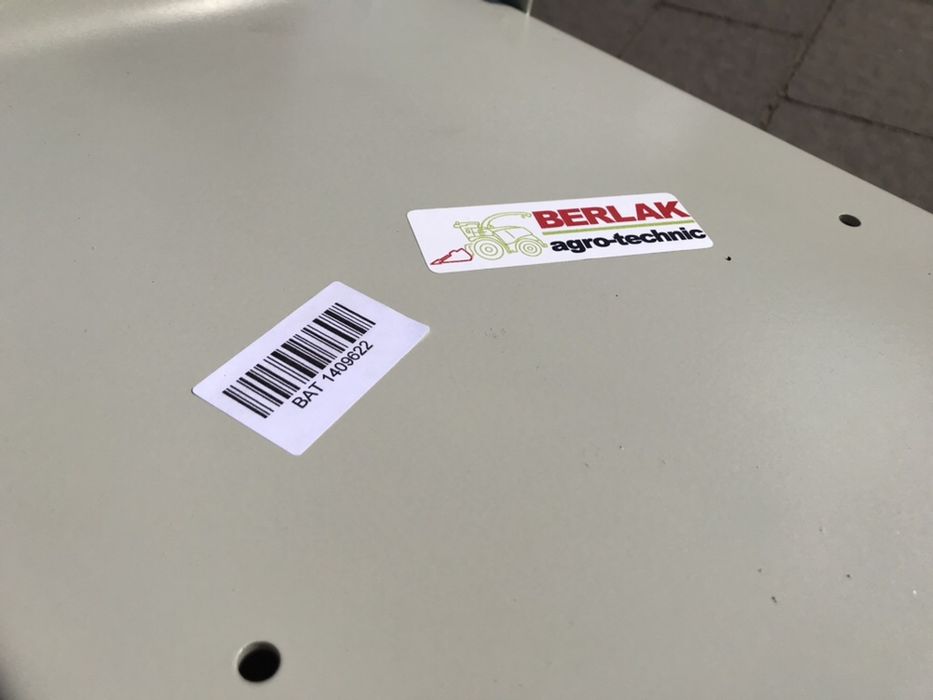 BERLAK
agro-technic
BAT 1409622